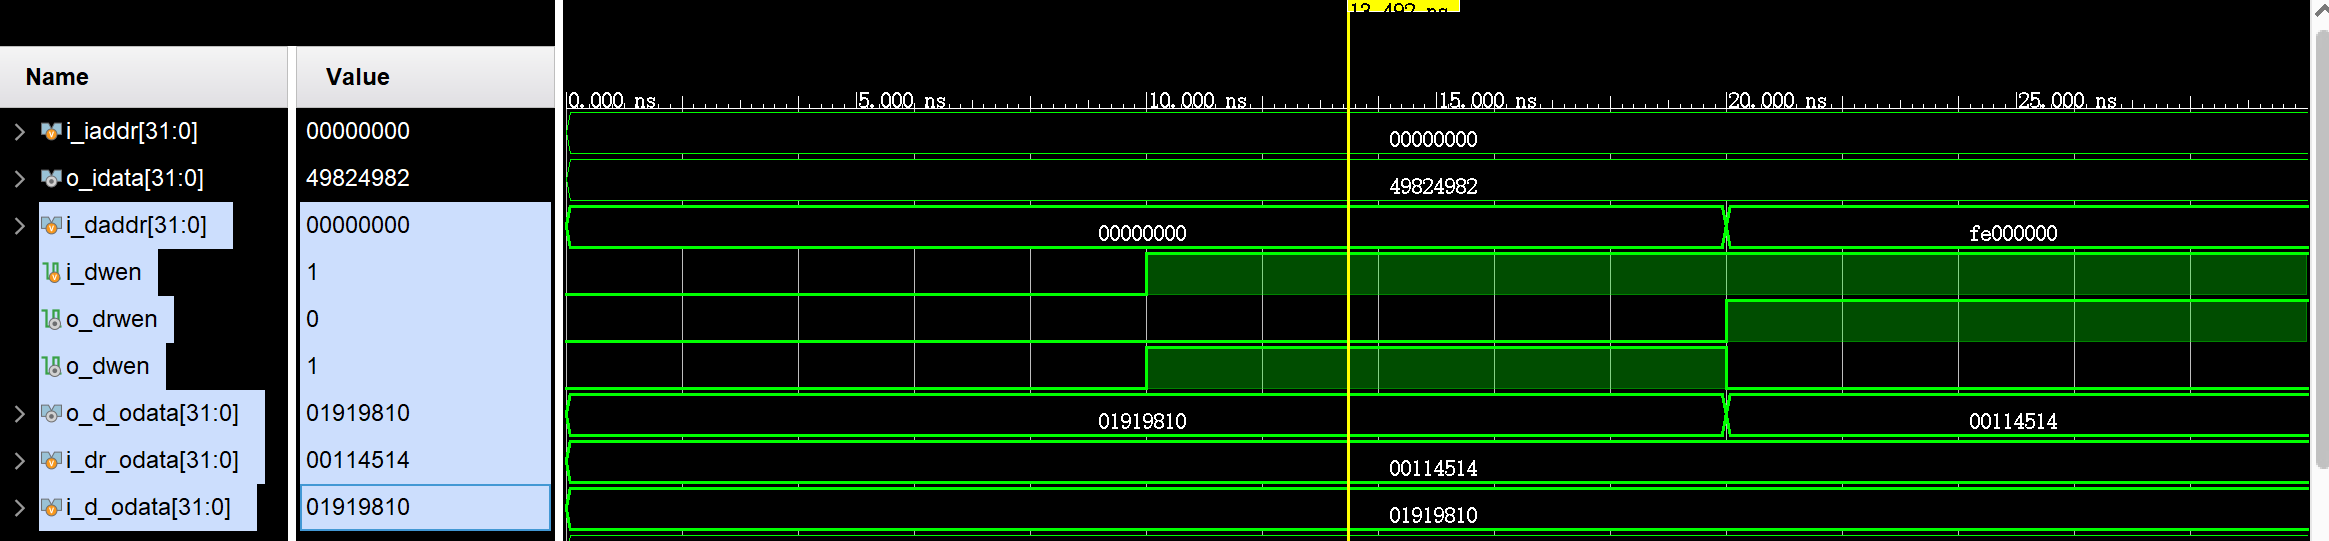 13.492 ns
Name Value
0.000 ns 5.000 ns 10.000 ns 15.000 ns 20.000 ns 25.000 ns
i_iaddr[31:0] 00000000 00000000
o_idata[31:0] 49824982 49824982
i_daddr[31:0] 00000000 00000000 fe000000
i_dwen 1
o_drwen 0
o_dwen 1
o_d_odata[31:0] 01919810 01919810 00114514
i_dr_odata[31:0] 00114514 00114514
i_d_odata[31:0] 01919810 01919810